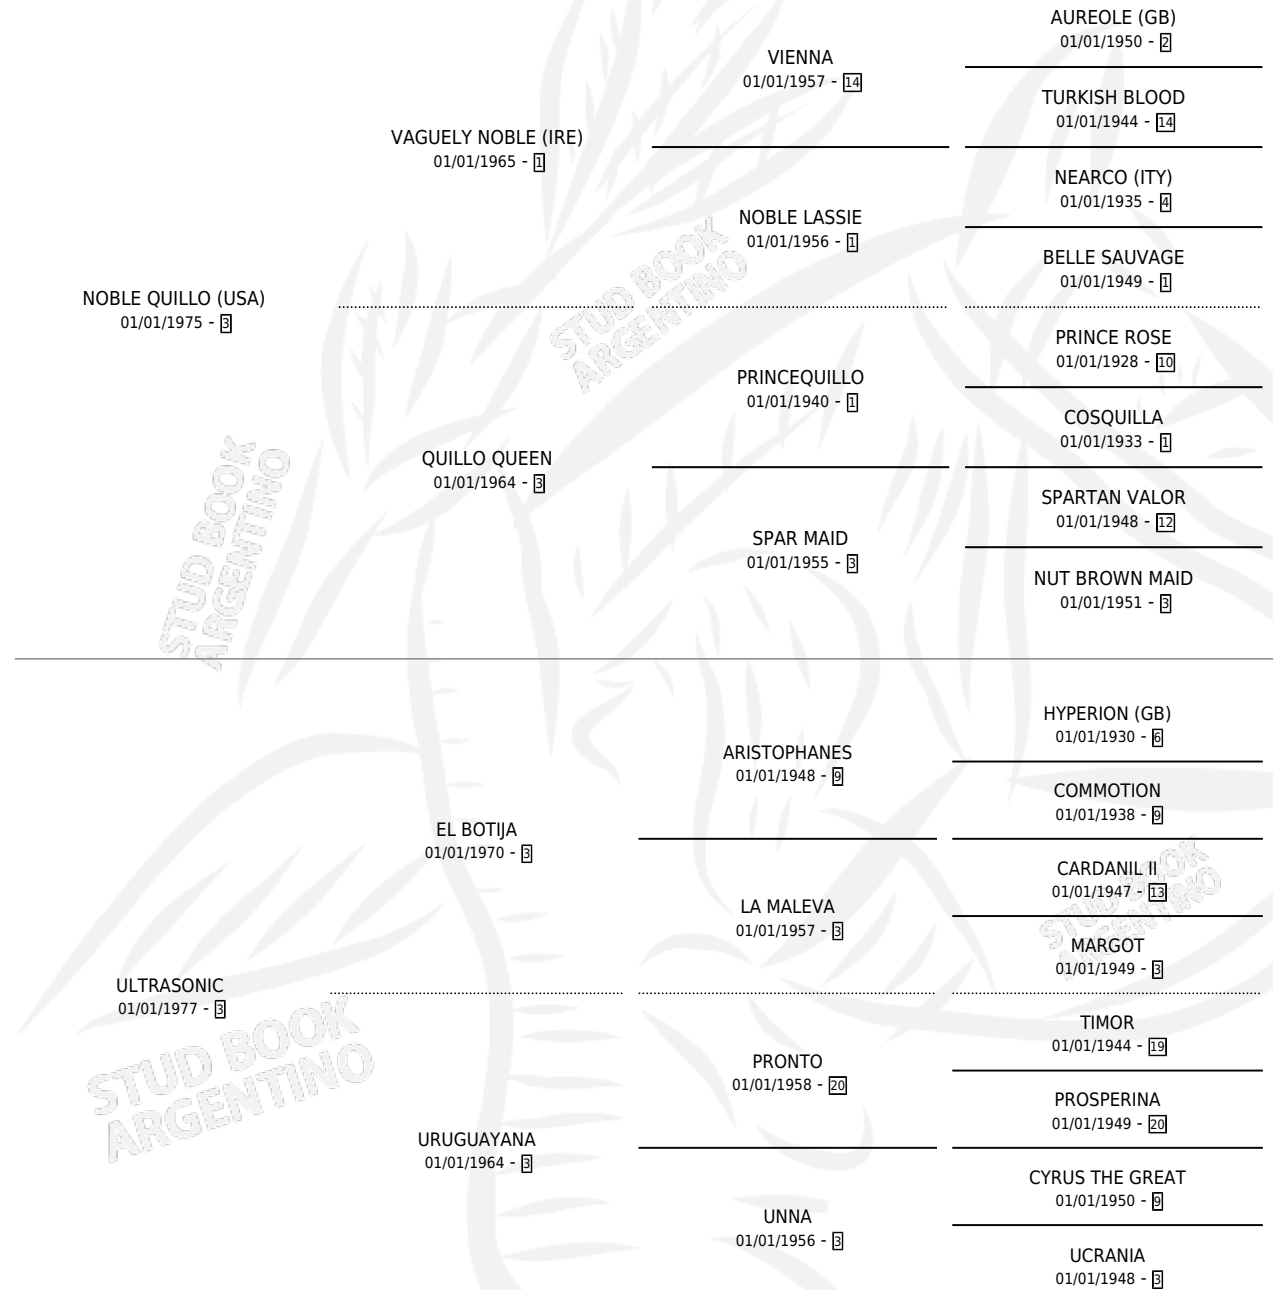 AUREOLE (GB)
01/01/1950 - 2
VIENNA
01/01/1957 - 14
TURKISH BLOOD
01/01/1944 - 14
VAGUELY NOBLE (IRE)
01/01/1965 - 1
NEARCO (ITY)
01/01/1935 - 4
NOBLE LASSIE
01/01/1956 - 1
BELLE SAUVAGE
01/01/1949 - 1
NOBLE QUILLO (USA)
01/01/1975 - 3
PRINCE ROSE
01/01/1928 - 10
PRINCEQUILLO
01/01/1940 - 1
COSQUILLA
01/01/1933 - 1
QUILLO QUEEN
01/01/1964 - 3
SPARTAN VALOR
01/01/1948 - 12
SPAR MAID
01/01/1955 - 3
NUT BROWN MAID
01/01/1951 - 3
HYPERION (GB)
01/01/1930 - 6
ARISTOPHANES
01/01/1948 - 9
COMMOTION
01/01/1938 - 9
EL BOTIJA
01/01/1970 - 3
CARDANIL II
01/01/1947 - 13
LA MALEVA
01/01/1957 - 3
MARGOT
01/01/1949 - 3
ULTRASONIC
01/01/1977 - 3
TIMOR
01/01/1944 - 19
PRONTO
01/01/1958 - 20
PROSPERINA
01/01/1949 - 20
URUGUAYANA
01/01/1964 - 3
CYRUS THE GREAT
01/01/1950 - 9
UNNA
01/01/1956 - 3
UCRANIA
01/01/1948 - 3
STUD BOOK
ARGENTINO
STUD BOOK
ARGENTINO
STUD BOOK
ARGENTINO
STUD BOOK
ARGENTINO